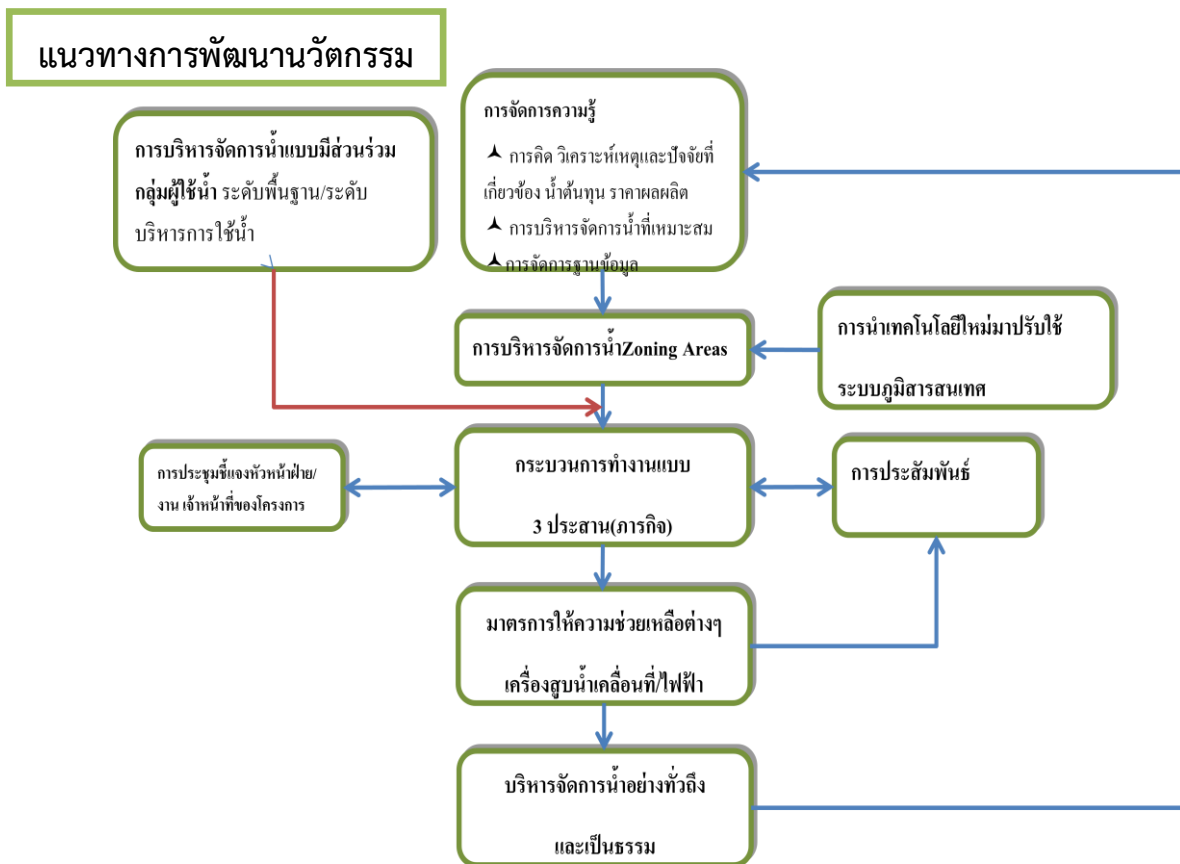 แนวทางการพัฒนานวัตกรรม
การบริหารจัดการน้ำแบบมีส่วนร่วม
กลุ่มผู้ใช้น้ำ ระดับพื้นฐาน/ระดับ
บริหารการใช้น้ำ
การจัดการความรู้
การคิด วิเคราะห์เหตุและปัจจัยที่
เกี่ยวข้อง น้ำต้นทุน ราคาผลผลิต
การบริหารจัดการน้ำที่เหมาะสม
การจัดการฐานข้อมูล
การบริหารจัดการน้ำZoning Areas
การนำเทคโนโลยีใหม่มาปรับใช้
ระบบภูมิสารสนเทศ
การประชุมชี้แจงหัวหน้าฝ่าย/
งาน เจ้าหน้าที่ของโครงการ
กระบวนการทำงานแบบ
3 ประสาน(ภารกิจ)
การประสัมพันธ์
มาตรการให้ความช่วยเหลือต่างๆ
เครื่องสูบน้ำเคลื่อนที่/ไฟฟ้า
บริหารจัดการน้ำอย่างทั่วถึง
และเป็นธรรม